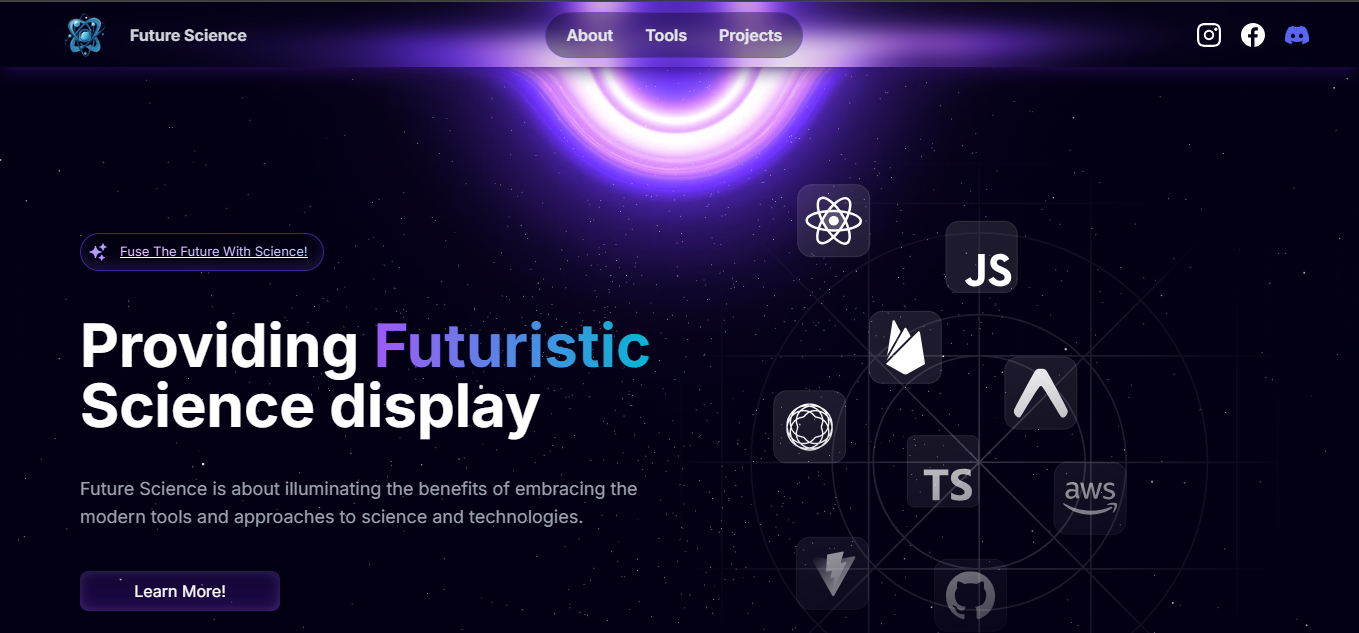 Future Science
About
Tools
Projects
Fuse The Future With Science!
Providing Futuristic
Science display
Future Science is about illuminating the benefits of embracing the
modern tools and approaches to science and technologies.
Learn More!
JS
TS
aws